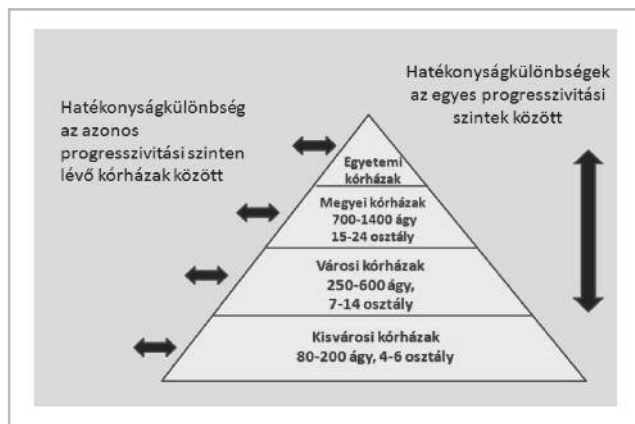 Hatékonyságkülönbségek
az egyes progresszivitási
szintek között
Hatékonyságkülönbség
az azonos
progresszivitási szinten
lévő kórházak között
Egyetemi
kórházak
Megyei kórházak
700-1400 ágy
15-24 osztály
Városi kórházak
250-600 ágy,
7-14 osztály
Kisvárosi kórházak
80-200 ágy, 4-6 osztály